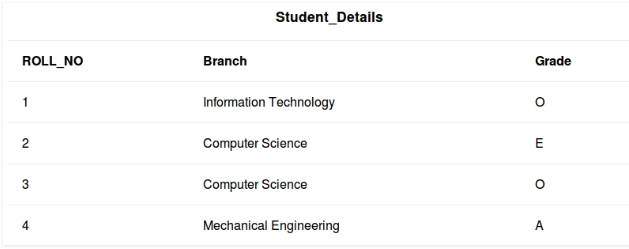 Student_Details
ROLL_NO Branch Grade
1 Information Technology O
2 Computer Science E
3 Computer Science O
4 Mechanical Engineering A